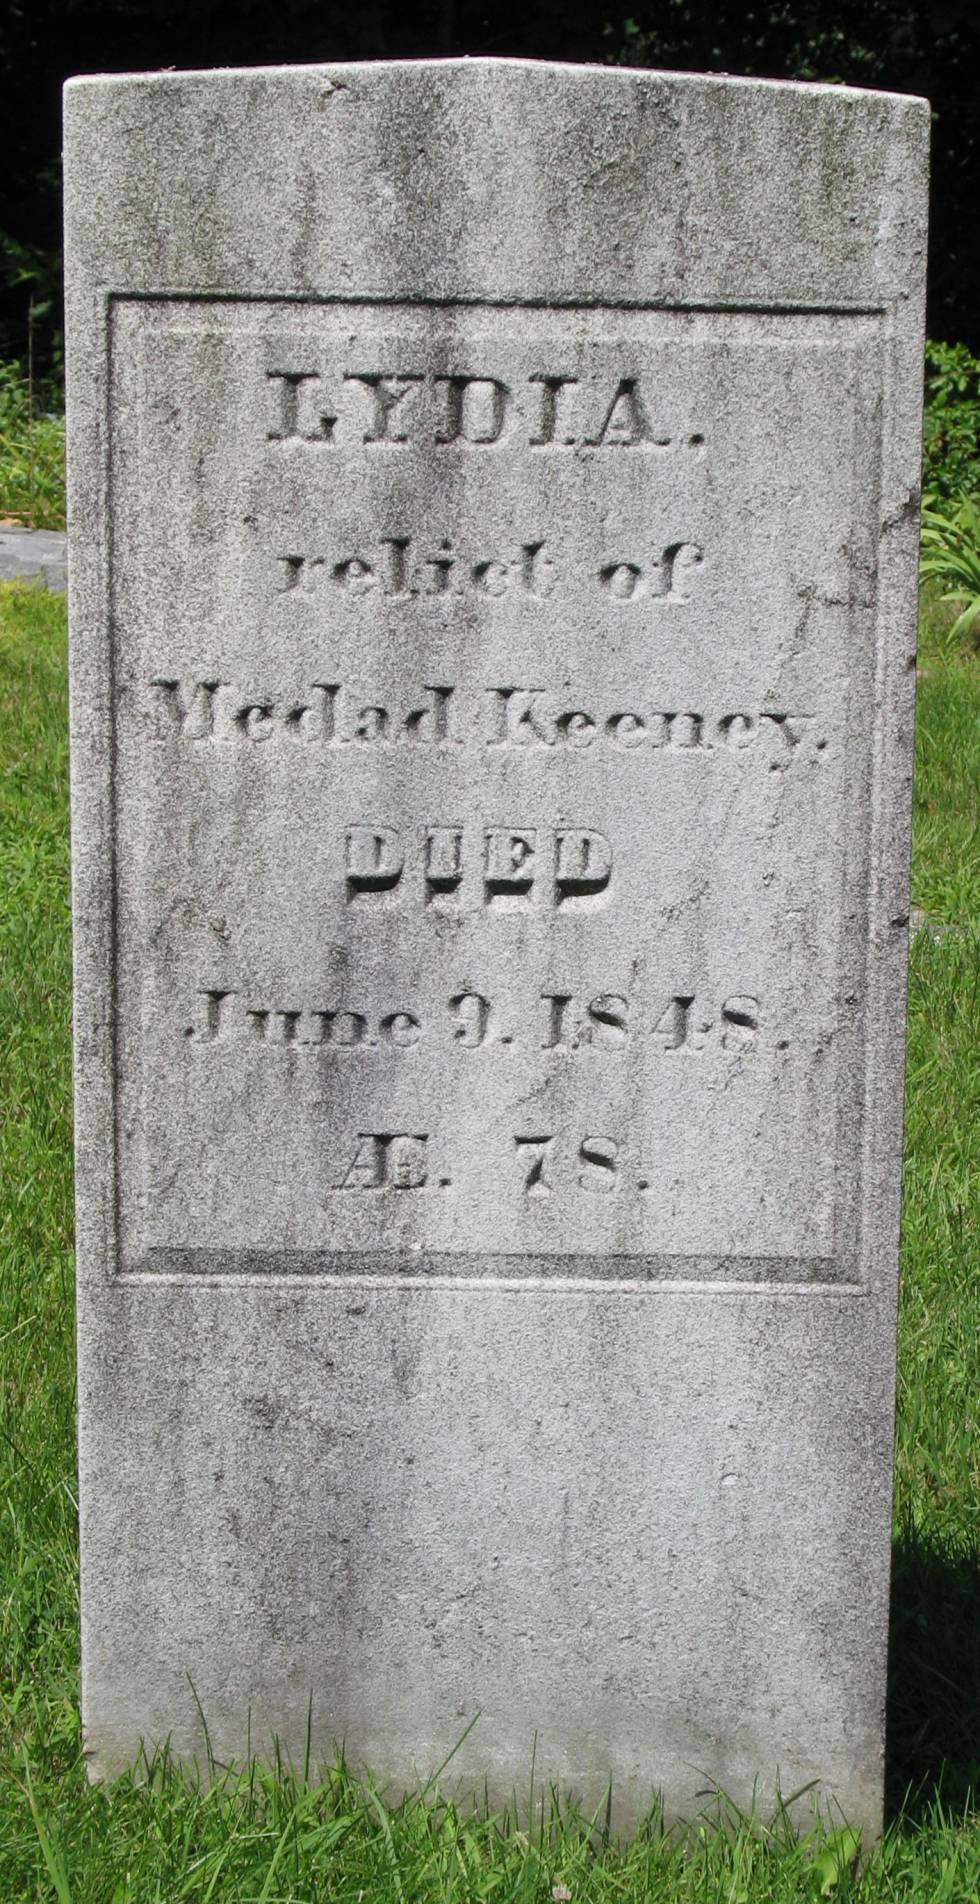 LYDIA.
relict of
Medad Keeney.
DIED
June 9. 1848.
Æ. 78.